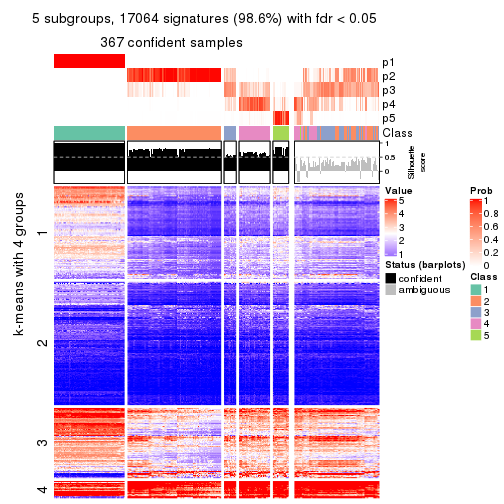 5 subgroups, 17064 signatures (98.6%) with fdr < 0.05
367 confident samples
p1
p2
p3
p4
p5
Class
1
0.5
0
Silhouette
score
k-means with 4 groups
1
2
3
4
Value
5
4
3
2
1
Status (barplots)
confident
ambiguous
Prob
1
0.8
0.6
0.4
0.2
0
Class
1
2
3
4
5